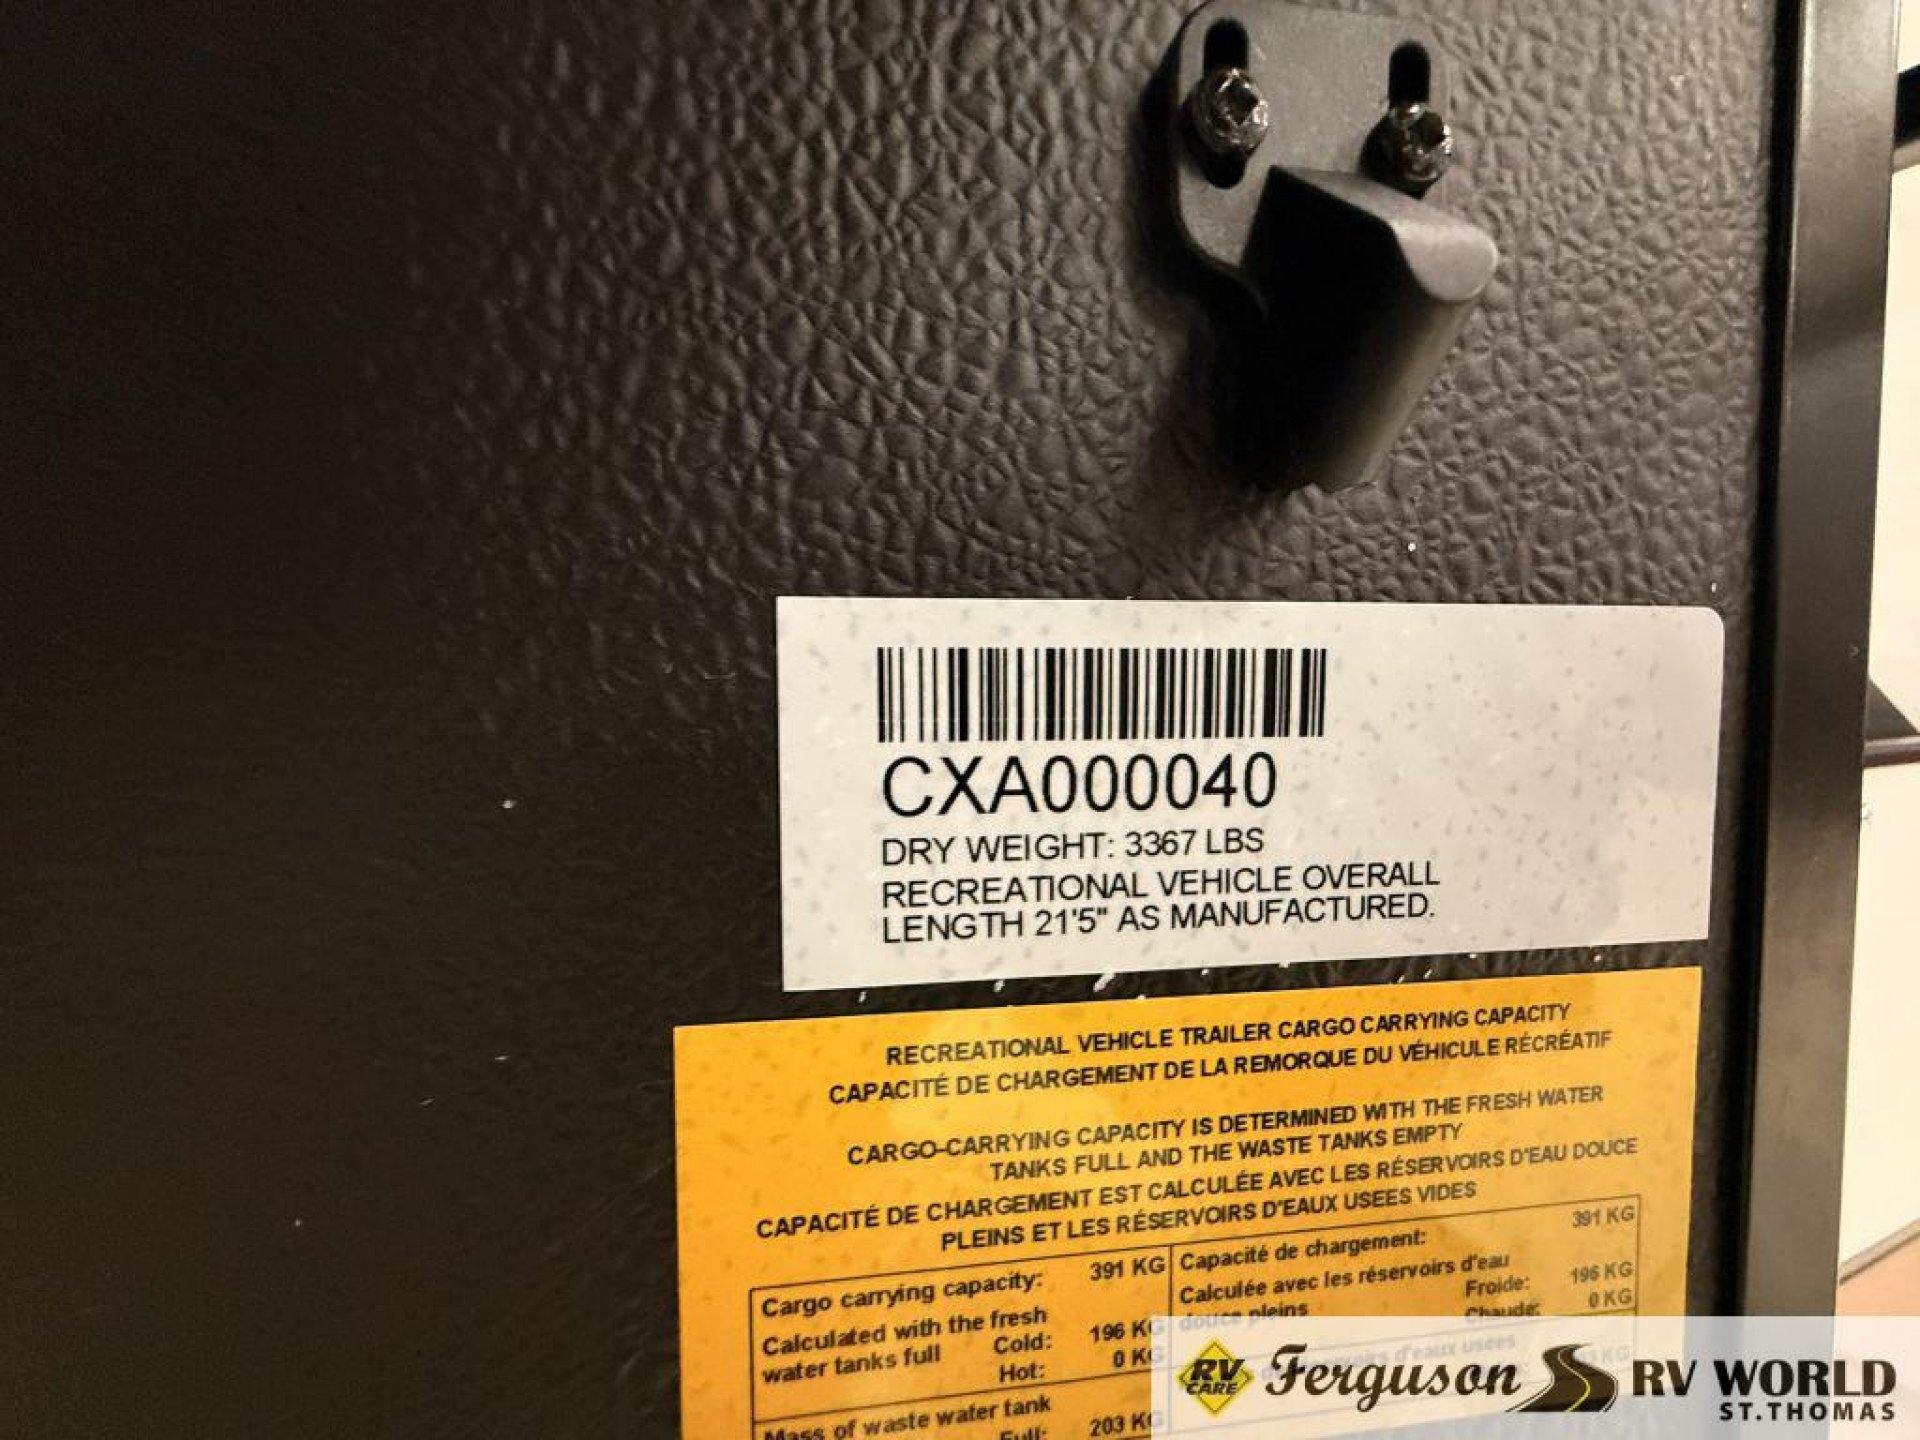 CXA000040
DRY WEIGHT: 3367 LBS
RECREATIONAL VEHICLE OVERALL
LENGTH 21'5" AS MANUFACTURED.
RECREATIONAL VEHICLE TRAILER CARGO CARRYING CAPACITY
CAPACITÉ DE CHARGEMENT DE LA REMORQUE DU VÉHICULE RÉCRÉATIF
CARGO-CARRYING CAPACITY IS DETERMINED WITH THE FRESH WATER
TANKS FULL AND THE WASTE TANKS EMPTY
CAPACITÉ DE CHARGEMENT EST CALCULÉE AVEC LES RÉSERVOIRS D'EAU DOUCE
PLEINS ET LES RÉSERVOIRS D'EAUX USEES VIDES
Cargo carrying capacity: 391 KG
Calculated with the fresh
water tanks full Cold: 196 KG
Hot: 0 KG
Mass of waste water tank
Full: 203 KG
Capacité de chargement: 391 KG
Calculée avec les réservoirs d'eau
douce pleins Froide: 196 KG
Chaude: 0 KG
réservoirs d'eaux usees
RV CARE Ferguson RV WORLD
ST.THOMAS